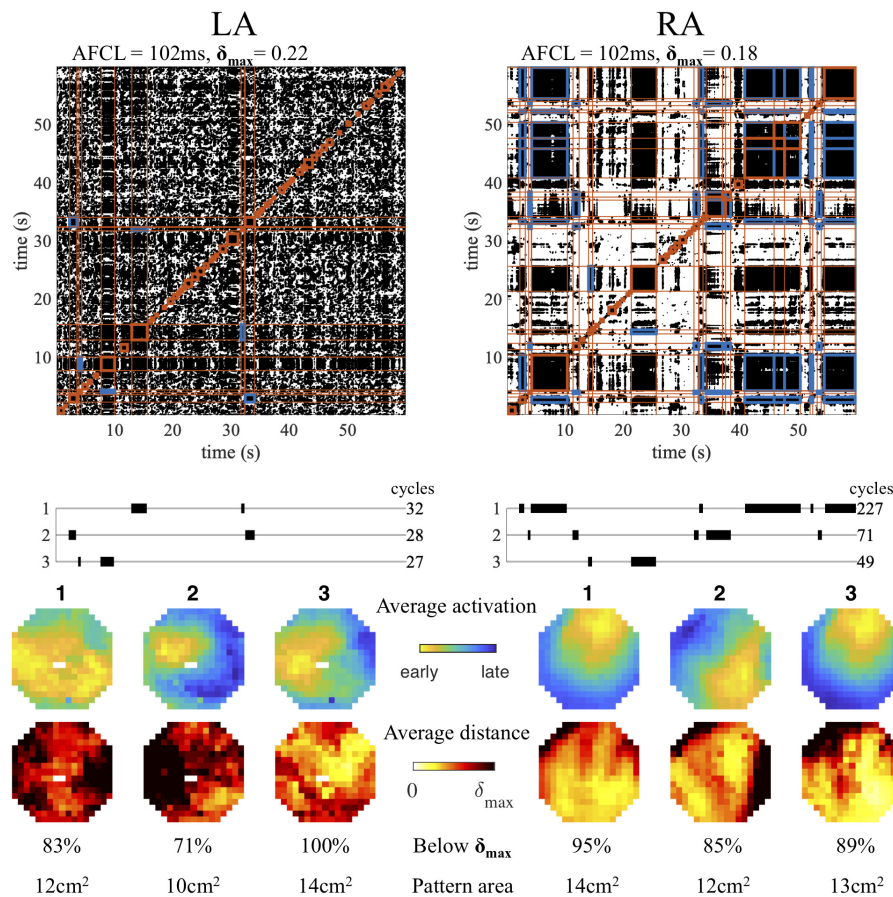 LA RA
AFCL = 102ms, δmax= 0.22 AFCL = 102ms, δmax= 0.18
50 50
40 40
time (s) time (s)
30 30
20 20
10 10
10 20 30 40 50 10 20 30 40 50
time (s) time (s)
cycles cycles
1 32 1 227
2 28 2 71
3 27 3 49
1 2 3 Average activation 1 2 3
early late
Average distance
0 δmax
83% 71% 100% Below δmax 95% 85% 89%
12cm² 10cm² 14cm² Pattern area 14cm² 12cm² 13cm²